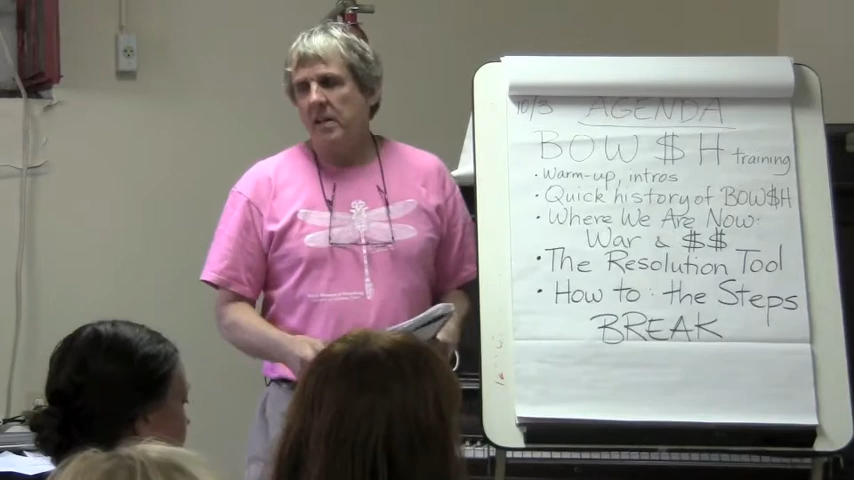 10/3 AGENDA
BOW $H training
• Warm-up, intros
• Quick history of BOW$H
• Where We Are Now:
War & $$
• The Resolution Tool
• How to: the Steps
BREAK